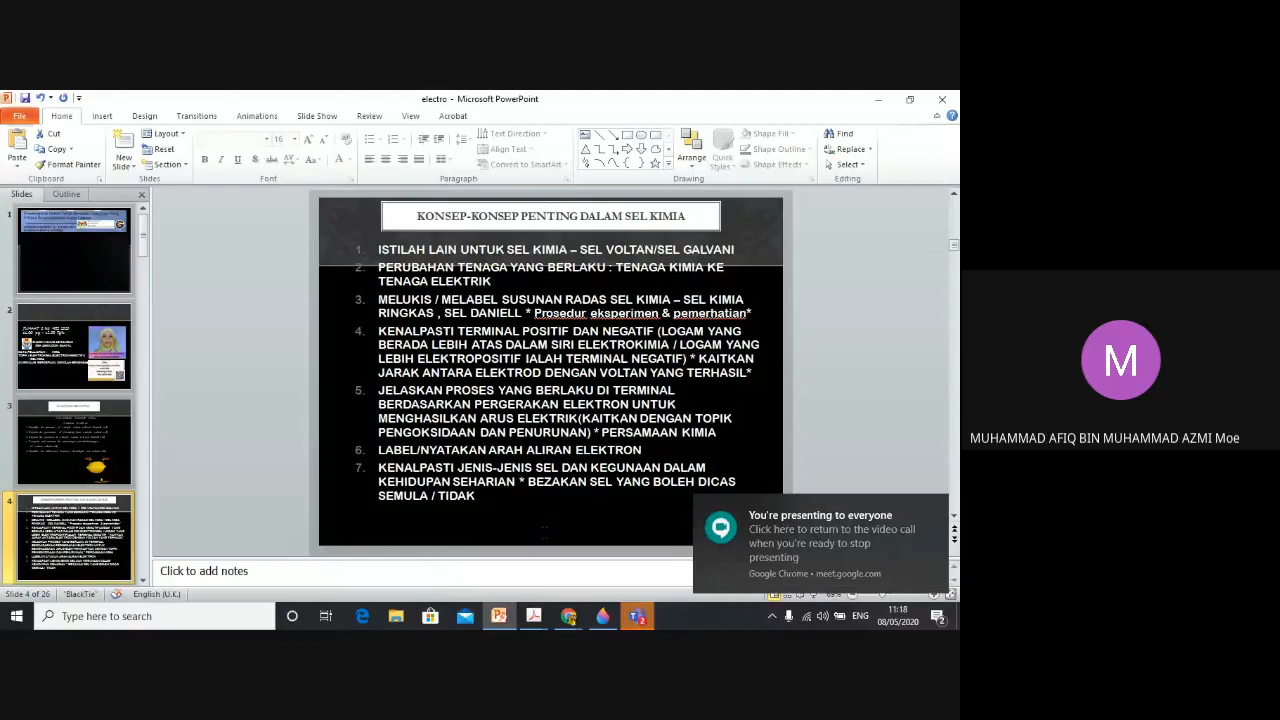 electro - Microsoft PowerPoint
File Home Insert Design Transitions Animations Slide Show Review View Acrobat
Paste
Cut
Copy
Format Painter
Clipboard
New Slide
Layout
Reset
Section
Slides
16
Font
Text Direction
Align Text
Convert to SmartArt
Paragraph
Arrange
Quick Styles
Shape Fill
Shape Outline
Shape Effects
Drawing
Find
Replace
Select
Editing
Slides Outline
1
2
3
4
KONSEP-KONSEP PENTING DALAM SEL KIMIA
1. ISTILAH LAIN UNTUK SEL KIMIA – SEL VOLTAN/SEL GALVANI
2. PERUBAHAN TENAGA YANG BERLAKU : TENAGA KIMIA KE
TENAGA ELEKTRIK
3. MELUKIS / MELABEL SUSUNAN RADAS SEL KIMIA – SEL KIMIA
RINGKAS , SEL DANIELL * Prosedur eksperimen & pemerhatian*
4. KENALPASTI TERMINAL POSITIF DAN NEGATIF (LOGAM YANG
BERADA LEBIH ATAS DALAM SIRI ELEKTROKIMIA / LOGAM YANG
LEBIH ELEKTROPOSITIF IALAH TERMINAL NEGATIF) * KAITKAN
JARAK ANTARA ELEKTROD DENGAN VOLTAN YANG TERHASIL*
5. JELASKAN PROSES YANG BERLAKU DI TERMINAL
BERDASARKAN PERGERAKAN ELEKTRON UNTUK
MENGHASILKAN ARUS ELEKTRIK(KAITKAN DENGAN TOPIK
PENGOKSIDAAN DAN PENURUNAN) * PERSAMAAN KIMIA
6. LABEL/NYATAKAN ARAH ALIRAN ELEKTRON
7. KENALPASTI JENIS-JENIS SEL DAN KEGUNAAN DALAM
KEHIDUPAN SEHARIAN * BEZAKAN SEL YANG BOLEH DICAS
SEMULA / TIDAK
You're presenting to everyone
Click here to return to the video call
when you're ready to stop
presenting
Google Chrome • meet.google.com
Click to add notes
Slide 4 of 26 "BlackTie" English (U.K.)
Type here to search
ENG
11:18
08/05/2020
2
M
MUHAMMAD AFIQ BIN MUHAMMAD AZMI Moe